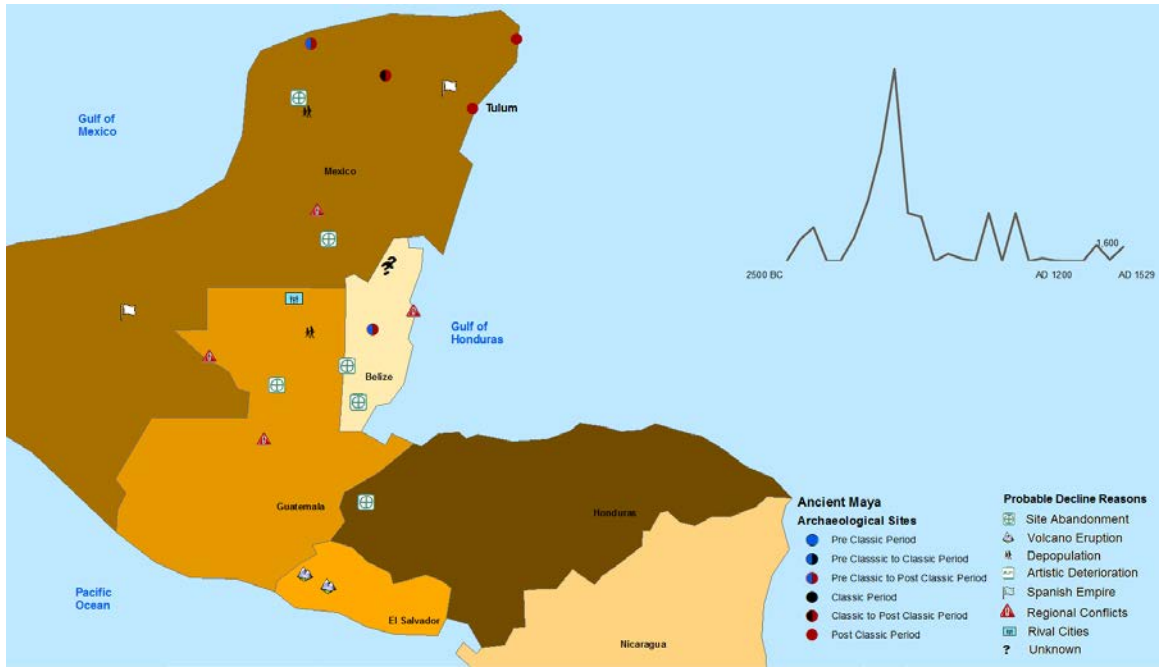 Gulf of
Mexico
Tulum
Mexico
1,600
2500 BC
AD 1200
AD 1529
?
Gulf of
Honduras
Belize
Guatemala
Honduras
Pacific
Ocean
El Salvador
Nicaragua
Ancient Maya
Archaeological Sites
Pre Classic Period
Pre Classsic to Classic Period
Pre Classic to Post Classic Period
Classic Period
Classic to Post Classic Period
Post Classic Period
Probable Decline Reasons
Site Abandonment
Volcano Eruption
Depopulation
Artistic Deterioration
Spanish Empire
Regional Conflicts
Rival Cities
? Unknown